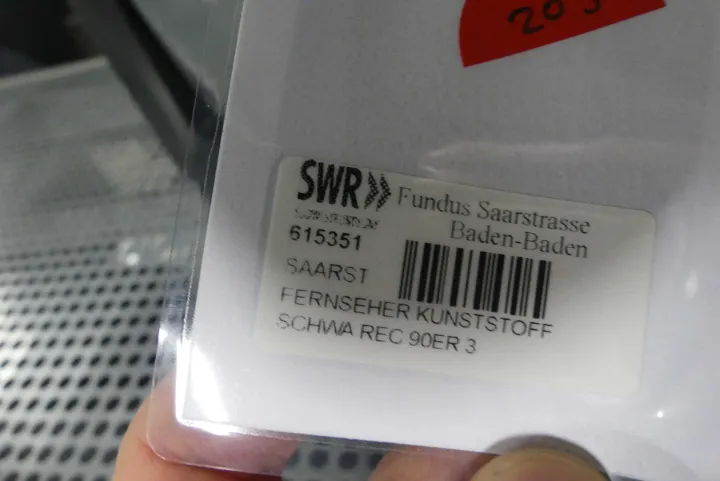 SWR» Fundus Saarstrasse
Baden-Baden
615351
SAARST
FERNSEHER KUNSTSTOFF
SCHWA REC 90ER 3